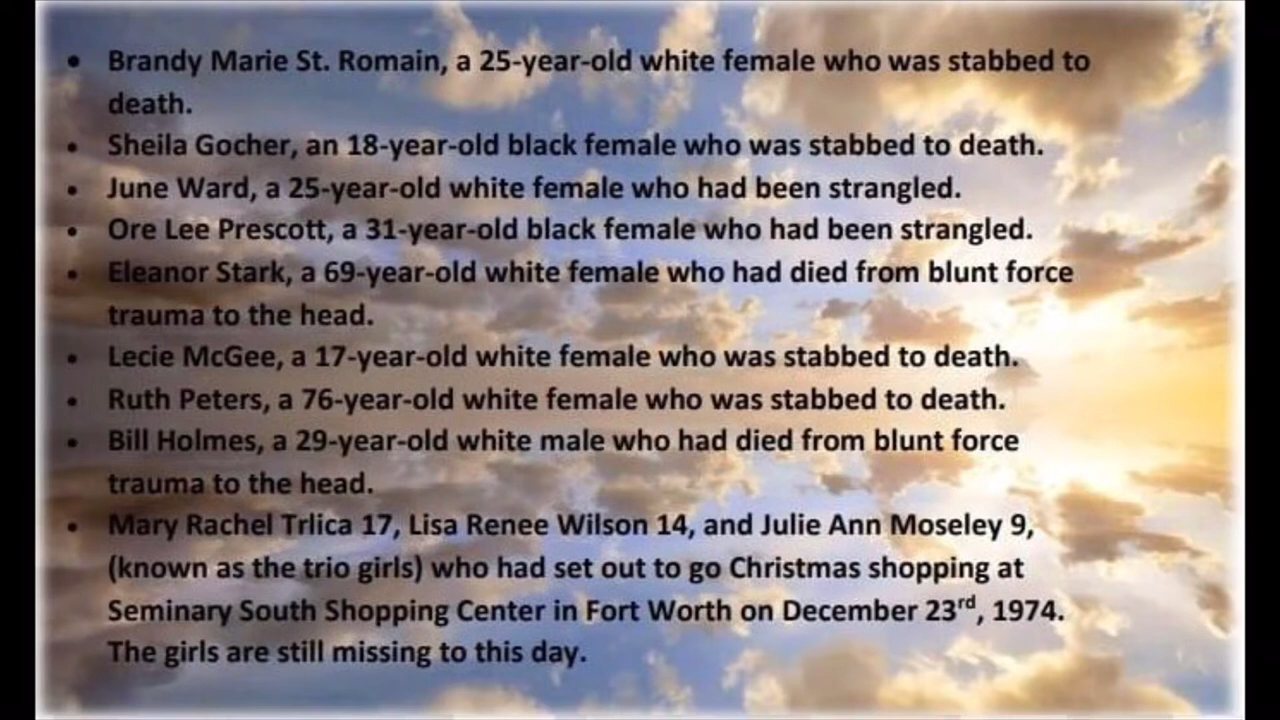 • Brandy Marie St. Romain, a 25-year-old white female who was stabbed to
death.
• Sheila Gocher, an 18-year-old black female who was stabbed to death.
• June Ward, a 25-year-old white female who had been strangled.
• Ore Lee Prescott, a 31-year-old black female who had been strangled.
• Eleanor Stark, a 69-year-old white female who had died from blunt force
trauma to the head.
• Lecie McGee, a 17-year-old white female who was stabbed to death.
• Ruth Peters, a 76-year-old white female who was stabbed to death.
• Bill Holmes, a 29-year-old white male who had died from blunt force
trauma to the head.
• Mary Rachel Trlica 17, Lisa Renee Wilson 14, and Julie Ann Moseley 9,
(known as the trio girls) who had set out to go Christmas shopping at
Seminary South Shopping Center in Fort Worth on December 23rd, 1974.
The girls are still missing to this day.